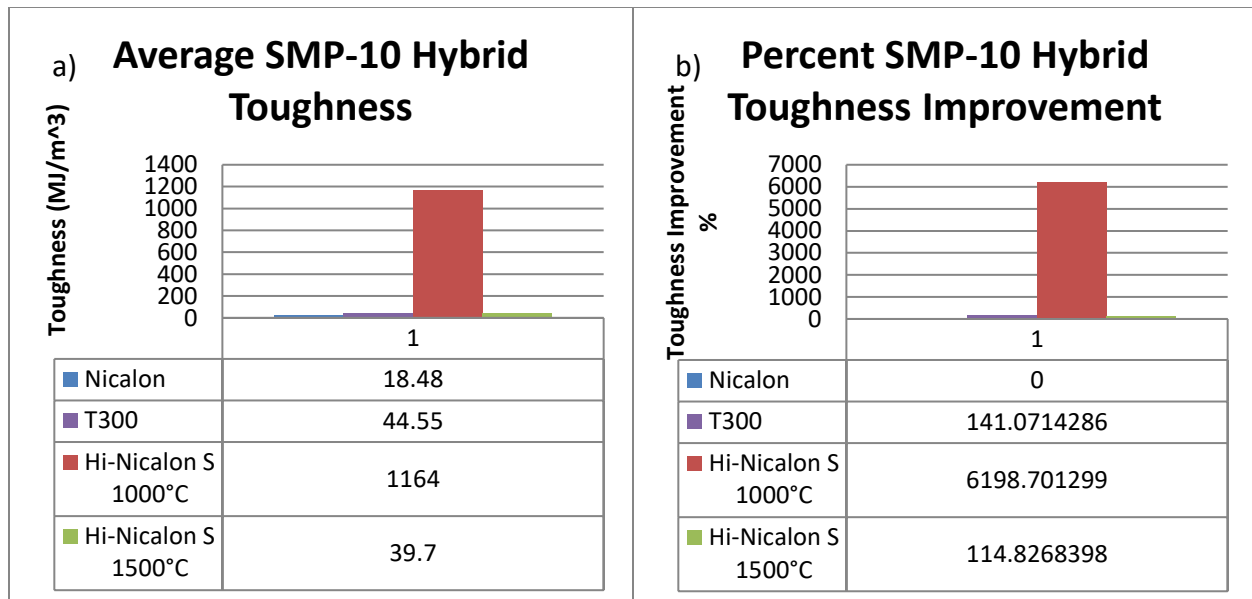 a)
Average SMP-10 Hybrid
Toughness
Toughness (MJ/m^3)
1400
1200
1000
800
600
400
200
0
1
Nicalon
18.48
T300
44.55
Hi-Nicalon S
1000°C
1164
Hi-Nicalon S
1500°C
39.7
b)
Percent SMP-10 Hybrid
Toughness Improvement
Toughness Improvement
%
7000
6000
5000
4000
3000
2000
1000
0
1
Nicalon
0
T300
141.0714286
Hi-Nicalon S
1000°C
6198.701299
Hi-Nicalon S
1500°C
114.8268398